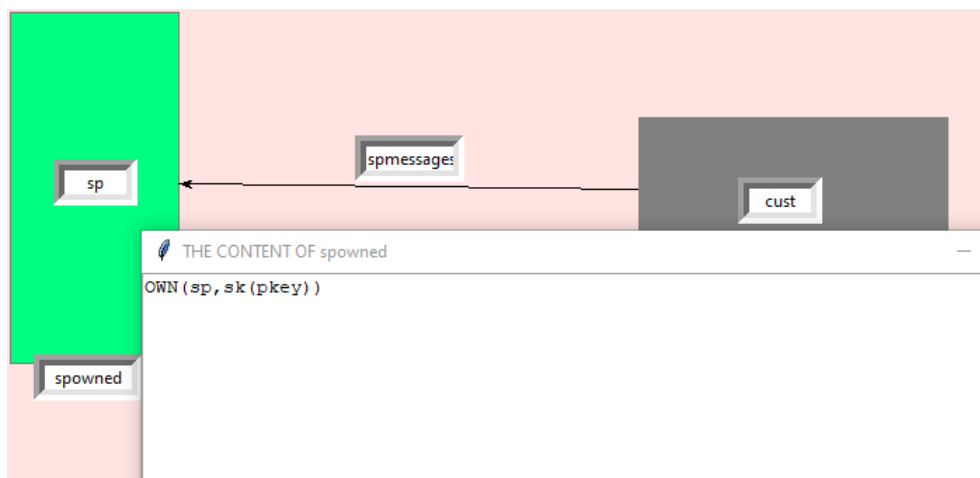 spmessages
sp
cust
THE CONTENT OF spowned
OWN(sp,sk(pkey))
spowned